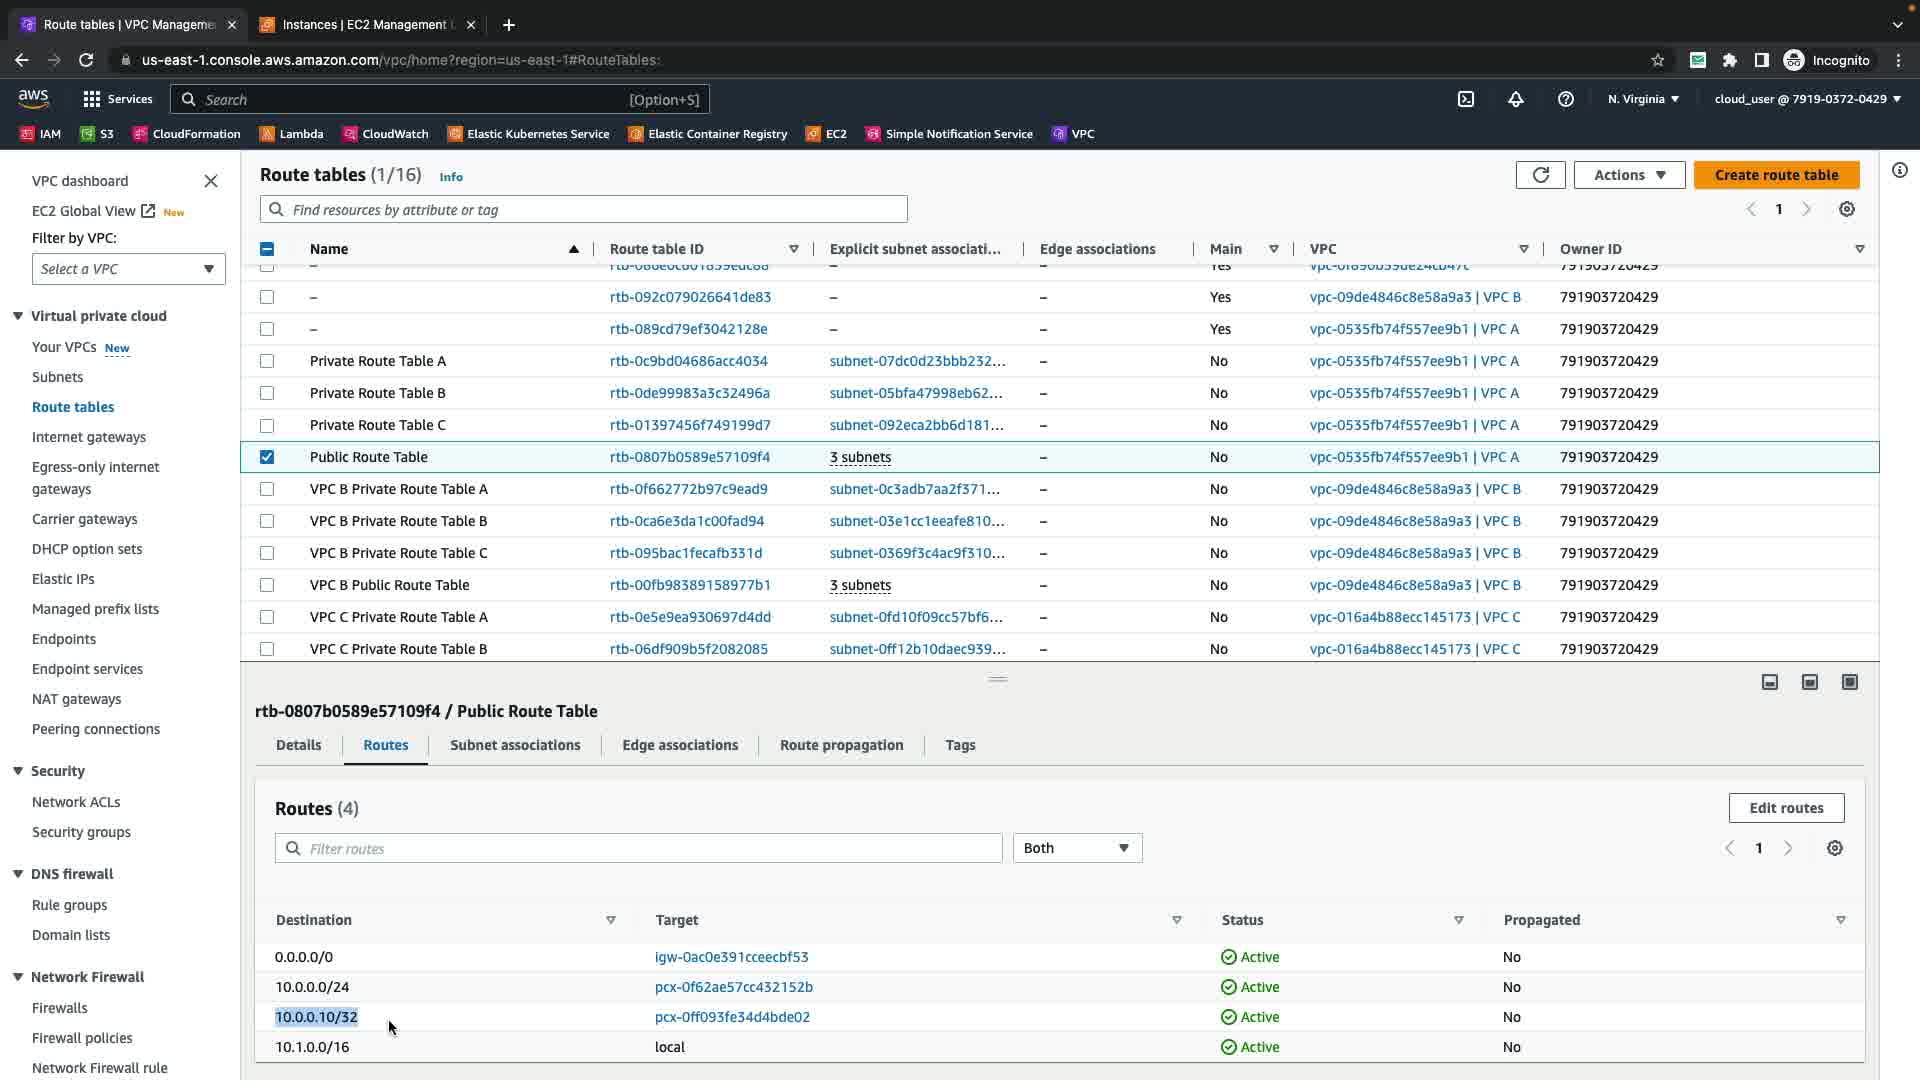 Route tables | VPC Manageme
Instances | EC2 Management
us-east-1.console.aws.amazon.com/vpc/home?region=us-east-1#RouteTables:
Incognito
aws
Services
Search
[Option+S]
N. Virginia
cloud_user @ 7919-0372-0429
IAM S3 CloudFormation Lambda CloudWatch Elastic Kubernetes Service Elastic Container Registry EC2 Simple Notification Service VPC
VPC dashboard
EC2 Global View New
Filter by VPC:
Select a VPC
Virtual private cloud
Your VPCs New
Subnets
Route tables
Internet gateways
Egress-only internet
gateways
Carrier gateways
DHCP option sets
Elastic IPs
Managed prefix lists
Endpoints
Endpoint services
NAT gateways
Peering connections
Security
Network ACLs
Security groups
DNS firewall
Rule groups
Domain lists
Network Firewall
Firewalls
Firewall policies
Network Firewall rule
Route tables (1/16) Info
Actions
Create route table
Find resources by attribute or tag
1
Name Route table ID Explicit subnet associati... Edge associations Main VPC Owner ID
– – – Yes 791903720429
– rtb-092c079026641de83 – – Yes vpc-09de4846c8e58a9a3 | VPC B 791903720429
– rtb-089cd79ef3042128e – – Yes vpc-0535fb74f557ee9b1 | VPC A 791903720429
Private Route Table A rtb-0c9bd04686acc4034 subnet-07dc0d23bbb232... – No vpc-0535fb74f557ee9b1 | VPC A 791903720429
Private Route Table B rtb-0de99983a3c32496a subnet-05bfa47998eb62... – No vpc-0535fb74f557ee9b1 | VPC A 791903720429
Private Route Table C rtb-01397456f749199d7 subnet-092eca2bb6d181... – No vpc-0535fb74f557ee9b1 | VPC A 791903720429
Public Route Table rtb-0807b0589e57109f4 3 subnets – No vpc-0535fb74f557ee9b1 | VPC A 791903720429
VPC B Private Route Table A rtb-0f662772b97c9ead9 subnet-0c3adb7aa2f371... – No vpc-09de4846c8e58a9a3 | VPC B 791903720429
VPC B Private Route Table B rtb-0ca6e3da1c00fad94 subnet-03e1cc1eeafe810... – No vpc-09de4846c8e58a9a3 | VPC B 791903720429
VPC B Private Route Table C rtb-095bac1fecafb331d subnet-0369f3c4ac9f310... – No vpc-09de4846c8e58a9a3 | VPC B 791903720429
VPC B Public Route Table rtb-00fb98389158977b1 3 subnets – No vpc-09de4846c8e58a9a3 | VPC B 791903720429
VPC C Private Route Table A rtb-0e5e9ea930697d4dd subnet-0fd10f09cc57bf6... – No vpc-016a4b88ecc145173 | VPC C 791903720429
VPC C Private Route Table B rtb-06df909b5f2082085 subnet-0ff12b10daec939... – No vpc-016a4b88ecc145173 | VPC C 791903720429
rtb-0807b0589e57109f4 / Public Route Table
Details Routes Subnet associations Edge associations Route propagation Tags
Routes (4)
Edit routes
Filter routes
Both
1
Destination Target Status Propagated
0.0.0.0/0 igw-0ac0e391cceecbf53 Active No
10.0.0.0/24 pcx-0f62ae57cc432152b Active No
10.0.0.10/32 pcx-0ff093fe34d4bde02 Active No
10.1.0.0/16 local Active No